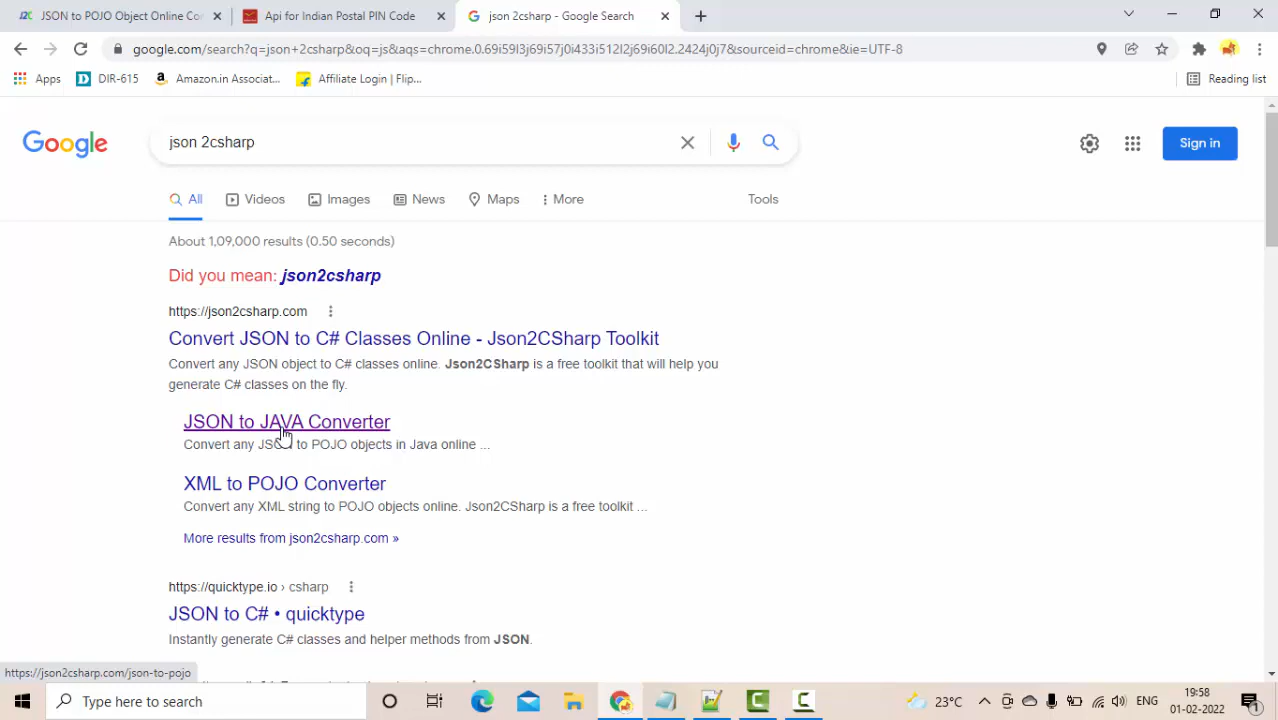 JSON to POJO Object Online Con
Api for Indian Postal PIN Code
json 2csharp - Google Search
google.com/search?q=json+2csharp&oq=js&aqs=chrome.0.69i59l3j69i57j0i433i512l2j69i60l2.2424j0j7&sourceid=chrome&ie=UTF-8
Apps
DIR-615
Amazon.in Associat...
Affiliate Login | Flip...
Reading list
Google
json 2csharp
Sign in
All
Videos
Images
News
Maps
More
Tools
About 1,09,000 results (0.50 seconds)
Did you mean: json2csharp
https://json2csharp.com
Convert JSON to C# Classes Online - Json2CSharp Toolkit
Convert any JSON object to C# classes online. Json2CSharp is a free toolkit that will help you
generate C# classes on the fly.
JSON to JAVA Converter
Convert any JSON to POJO objects in Java online ...
XML to POJO Converter
Convert any XML string to POJO objects online. Json2CSharp is a free toolkit ...
More results from json2csharp.com »
https://quicktype.io › csharp
JSON to C# • quicktype
Instantly generate C# classes and helper methods from JSON.
https://json2csharp.com/json-to-pojo
Type here to search
23°C
ENG
19:58
01-02-2022
1